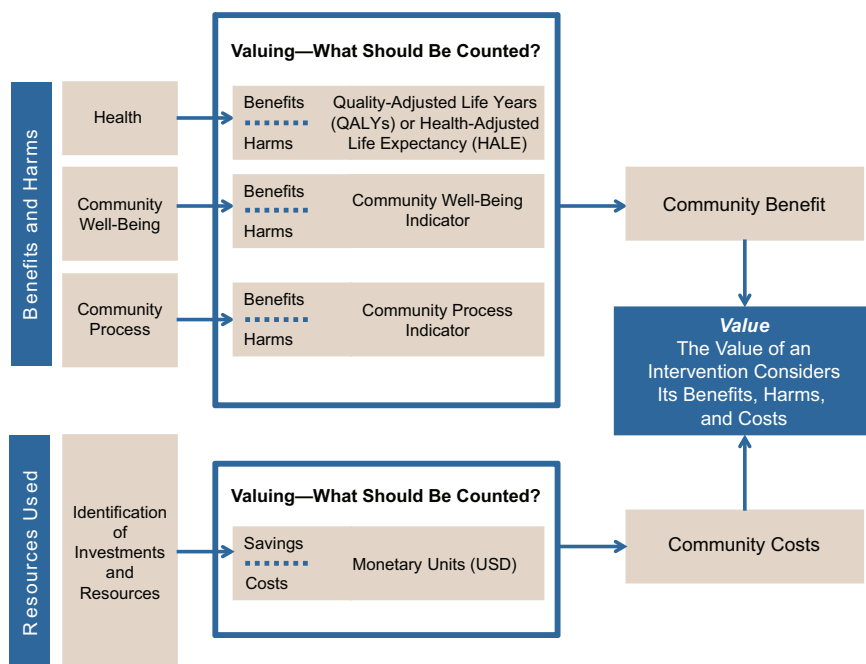 Valuing—What Should Be Counted?
Benefits and Harms
Health
Benefits
Harms
Quality-Adjusted Life Years
(QALYs) or Health-Adjusted
Life Expectancy (HALE)
Community
Well-Being
Benefits
Harms
Community Well-Being
Indicator
Community
Process
Benefits
Harms
Community Process
Indicator
Community Benefit
Value
The Value of an
Intervention Considers
Its Benefits, Harms,
and Costs
Resources Used
Identification
of
Investments
and
Resources
Valuing—What Should Be Counted?
Savings
Costs
Monetary Units (USD)
Community Costs